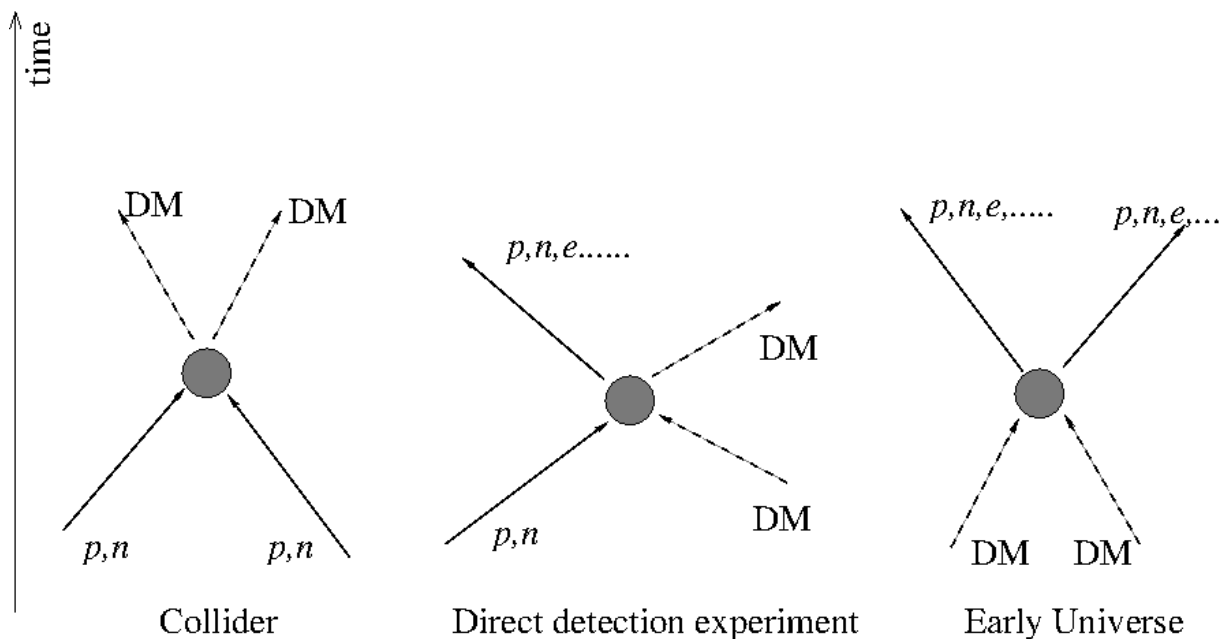 time
DM
DM
p,n
p,n
Collider
p,n,e......
DM
DM
p,n
Direct detection experiment
p,n,e,.....
p,n,e,...
DM
DM
Early Universe